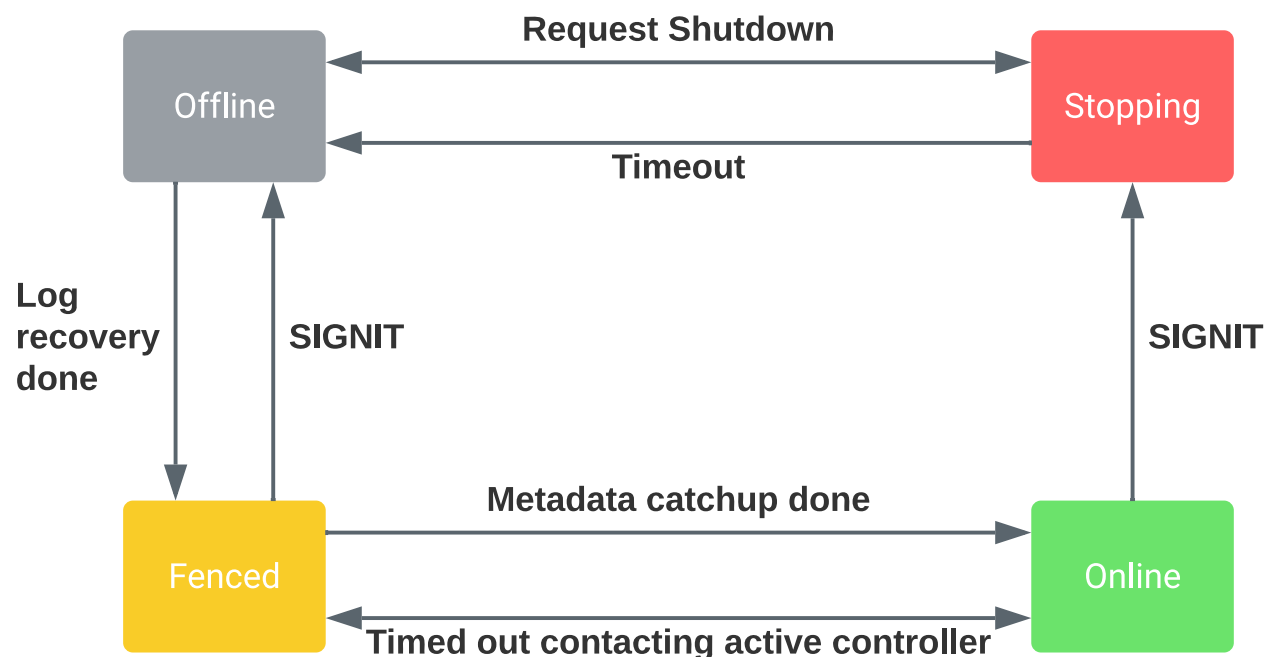 Request Shutdown
Offline
Stopping
Timeout
Log
recovery
done
SIGNIT
SIGNIT
Metadata catchup done
Fenced
Online
Timed out contacting active controller